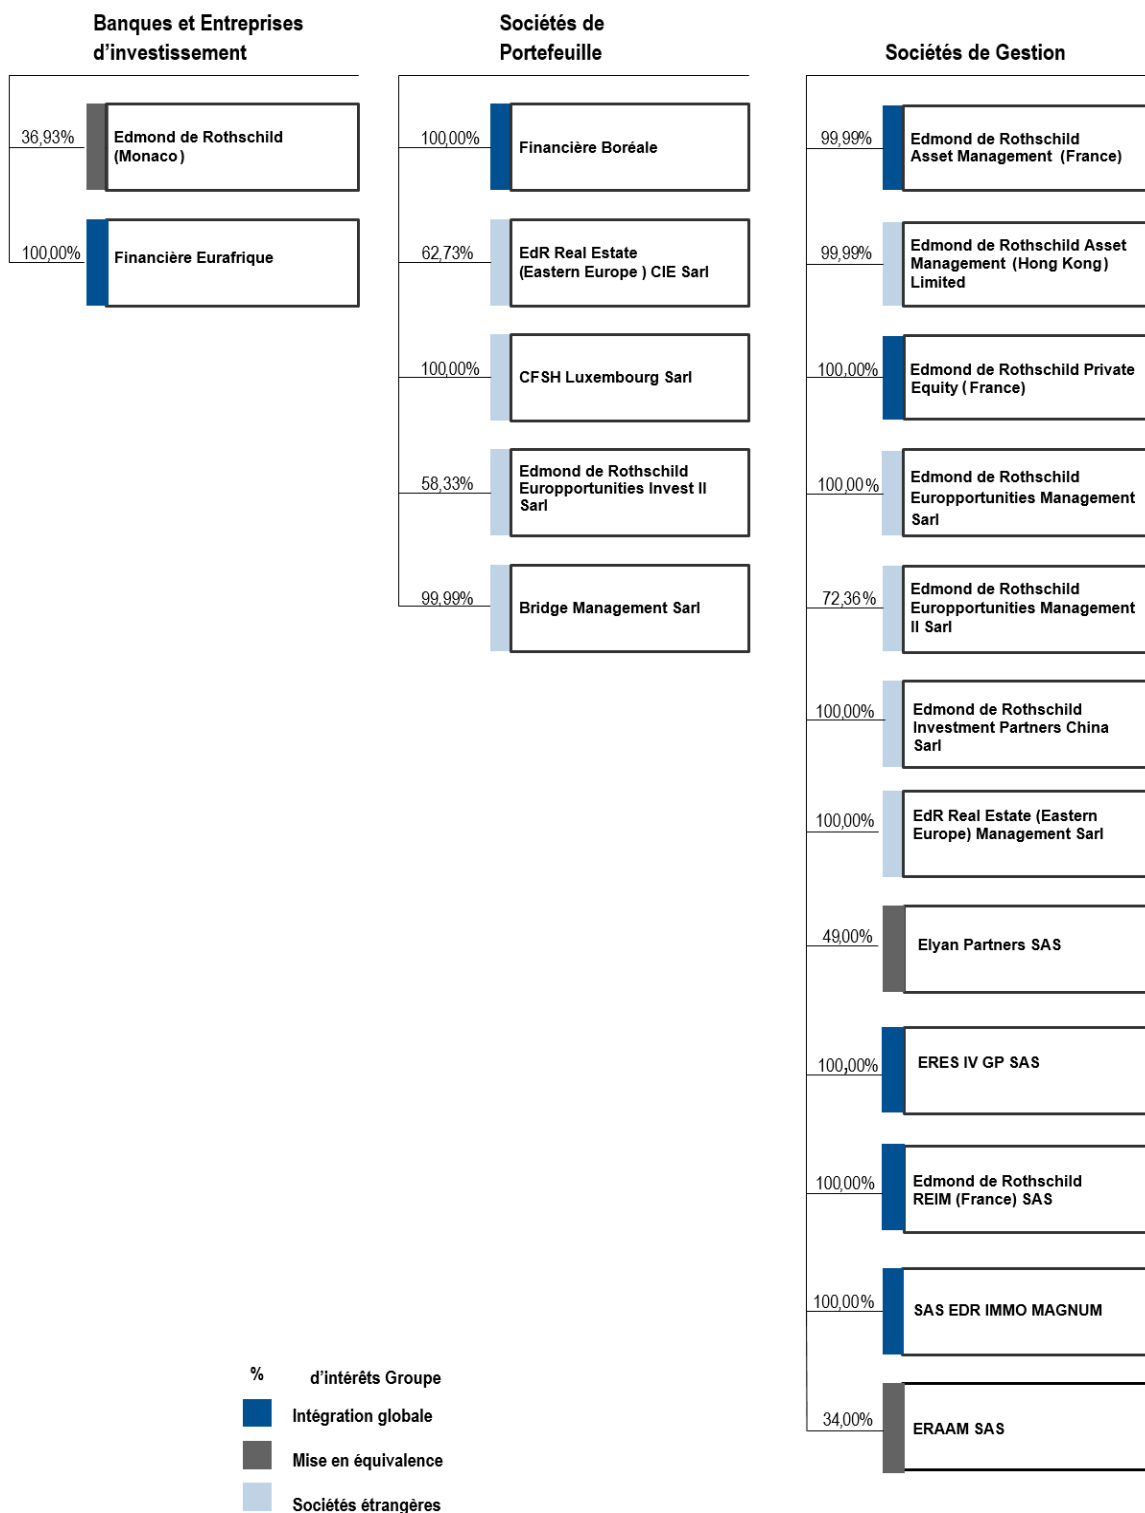 Banques et Entreprises
d'investissement
36,93%
Edmond de Rothschild
(Monaco)
100,00%
Financière Eurafrique
Sociétés de
Portefeuille
100,00%
Financière Boréale
62,73%
EdR Real Estate
(Eastern Europe ) CIE Sarl
100,00%
CFSH Luxembourg Sarl
58,33%
Edmond de Rothschild
Europportunities Invest II
Sarl
99,99%
Bridge Management Sarl
Sociétés de Gestion
99,99%
Edmond de Rothschild
Asset Management (France)
99,99%
Edmond de Rothschild Asset
Management (Hong Kong)
Limited
100,00%
Edmond de Rothschild Private
Equity (France)
100,00%
Edmond de Rothschild
Europportunities Management
Sarl
72,36%
Edmond de Rothschild
Europportunities Management
II Sarl
100,00%
Edmond de Rothschild
Investment Partners China
Sarl
100,00%
EdR Real Estate (Eastern
Europe) Management Sarl
49,00%
Elyan Partners SAS
100,00%
ERES IV GP SAS
100,00%
Edmond de Rothschild
REIM (France) SAS
100,00%
SAS EDR IMMO MAGNUM
34,00%
ERAAM SAS
% d'intérêts Groupe
Intégration globale
Mise en équivalence
Sociétés étrangères